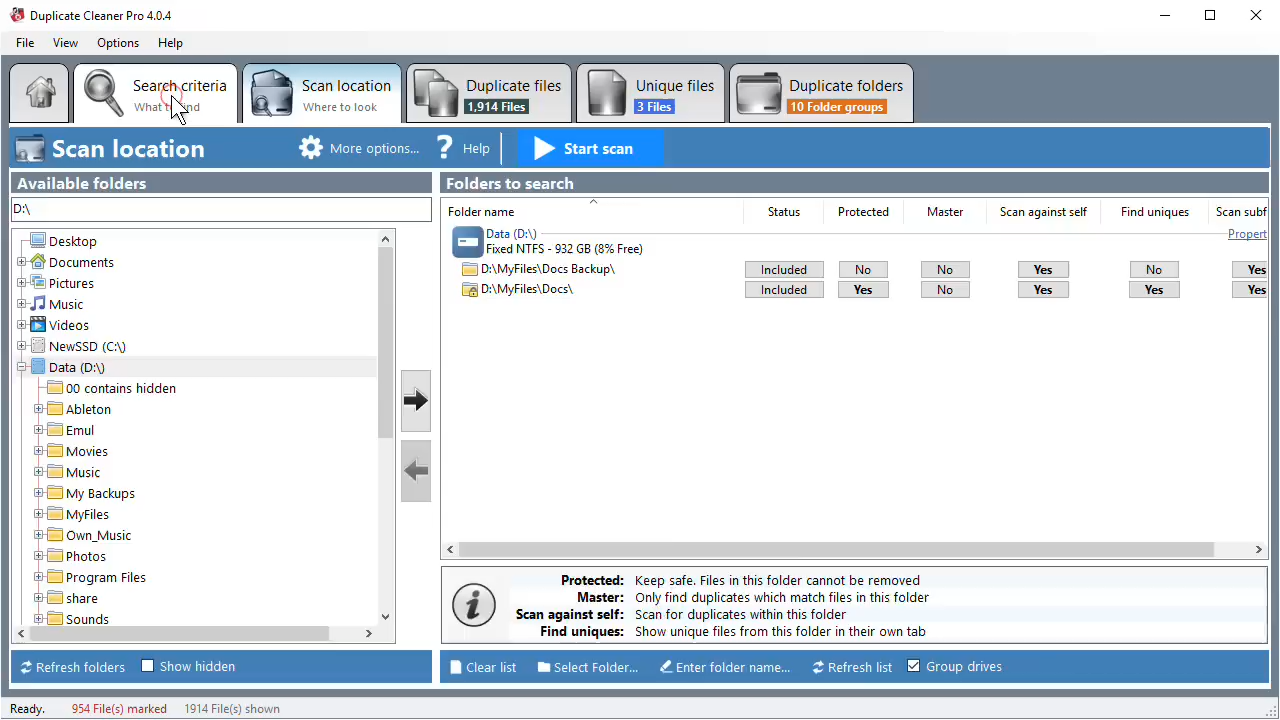 Duplicate Cleaner Pro 4.0.4
File View Options Help
Search criteria
Scan location
Where to look
Duplicate files
1,914 Files
Unique files
3 Files
Duplicate folders
10 Folder groups
Scan location
More options...
? Help
Start scan
Available folders
Folders to search
D:\
Folder name Status Protected Master Scan against self Find uniques Scan subf
Data (D:\) Propert
Fixed NTFS - 932 GB (8% Free)
D:\MyFiles\Docs Backup\ Included No No Yes No Yes
D:\MyFiles\Docs\ Included Yes No Yes Yes Yes
Desktop
Documents
Pictures
Music
Videos
NewSSD (C:\)
Data (D:\)
00 contains hidden
Ableton
Emul
Movies
Music
My Backups
MyFiles
Own_Music
Photos
Program Files
share
Sounds
Protected: Keep safe. Files in this folder cannot be removed
Master: Only find duplicates which match files in this folder
Scan against self: Scan for duplicates within this folder
Find uniques: Show unique files from this folder in their own tab
Refresh folders Show hidden
Clear list Select Folder... Enter folder name... Refresh list Group drives
Ready. 954 File(s) marked 1914 File(s) shown